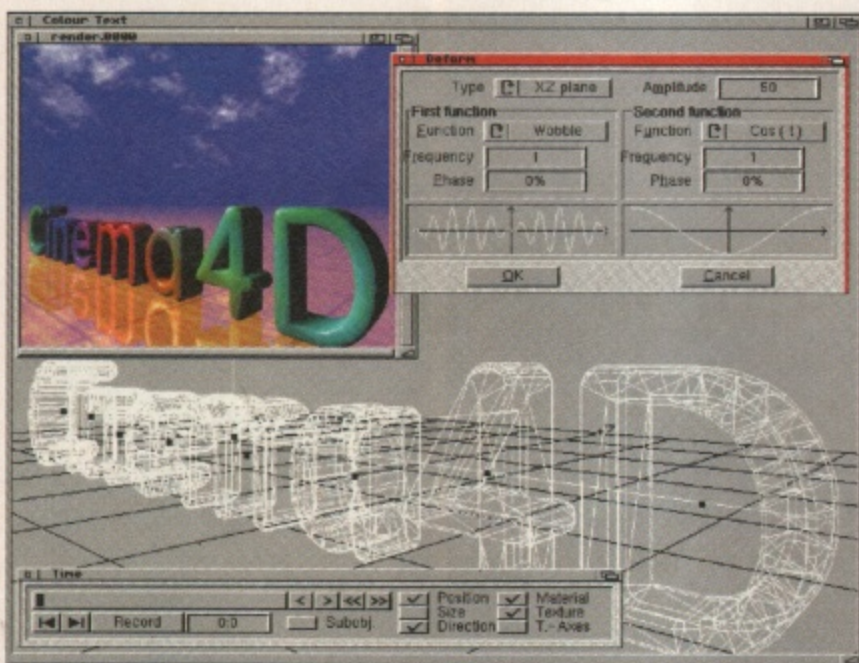 Colour Text
render.0000
cinema 4D
Deform
Type XZ plane Amplitude 50
First function
Function Wobble
Frequency 1
Phase 0%
Second function
Function Cos ( t )
Frequency 1
Phase 0%
OK Cancel
Z
Time
< > << >> Position Material
Size Texture
Record 0:0 Subobj. Direction T.-Axes